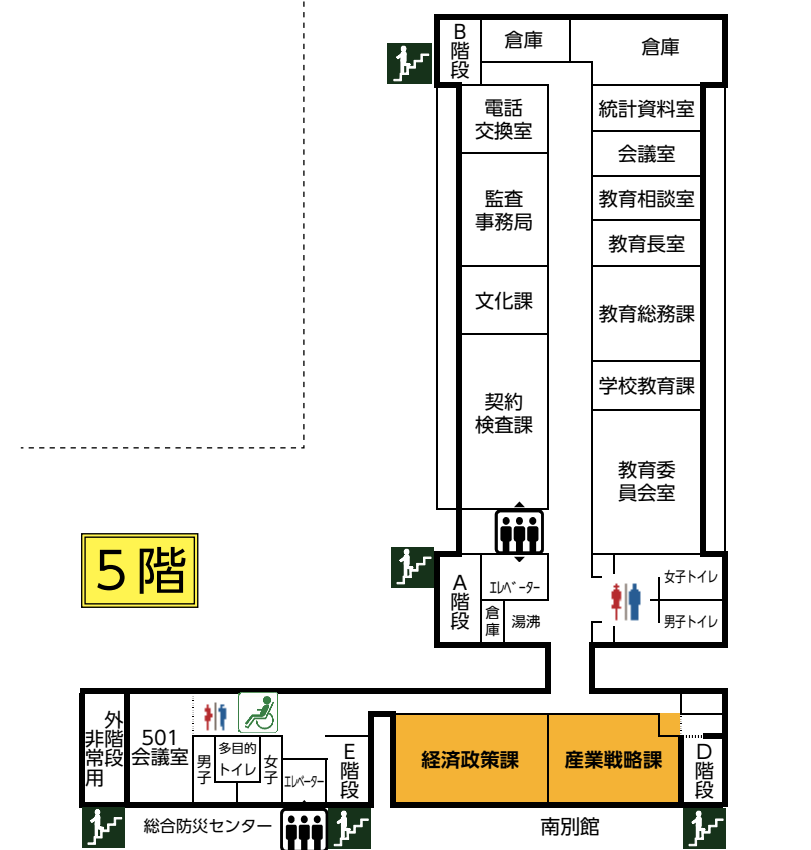 B
階
段
倉庫
倉庫
電話
交換室
統計資料室
会議室
監査
事務局
教育相談室
教育長室
文化課
教育総務課
契約
検査課
学校教育課
教育委
員会室
5階
A
階
段
エレベーター
倉
庫
湯沸
女子トイレ
男子トイレ
外階段
非常用
501
会議室
男
子
多目的
トイレ
女
子
エレベーター
E
階
段
経済政策課
産業戦略課
D
階
段
総合防災センター
南別館